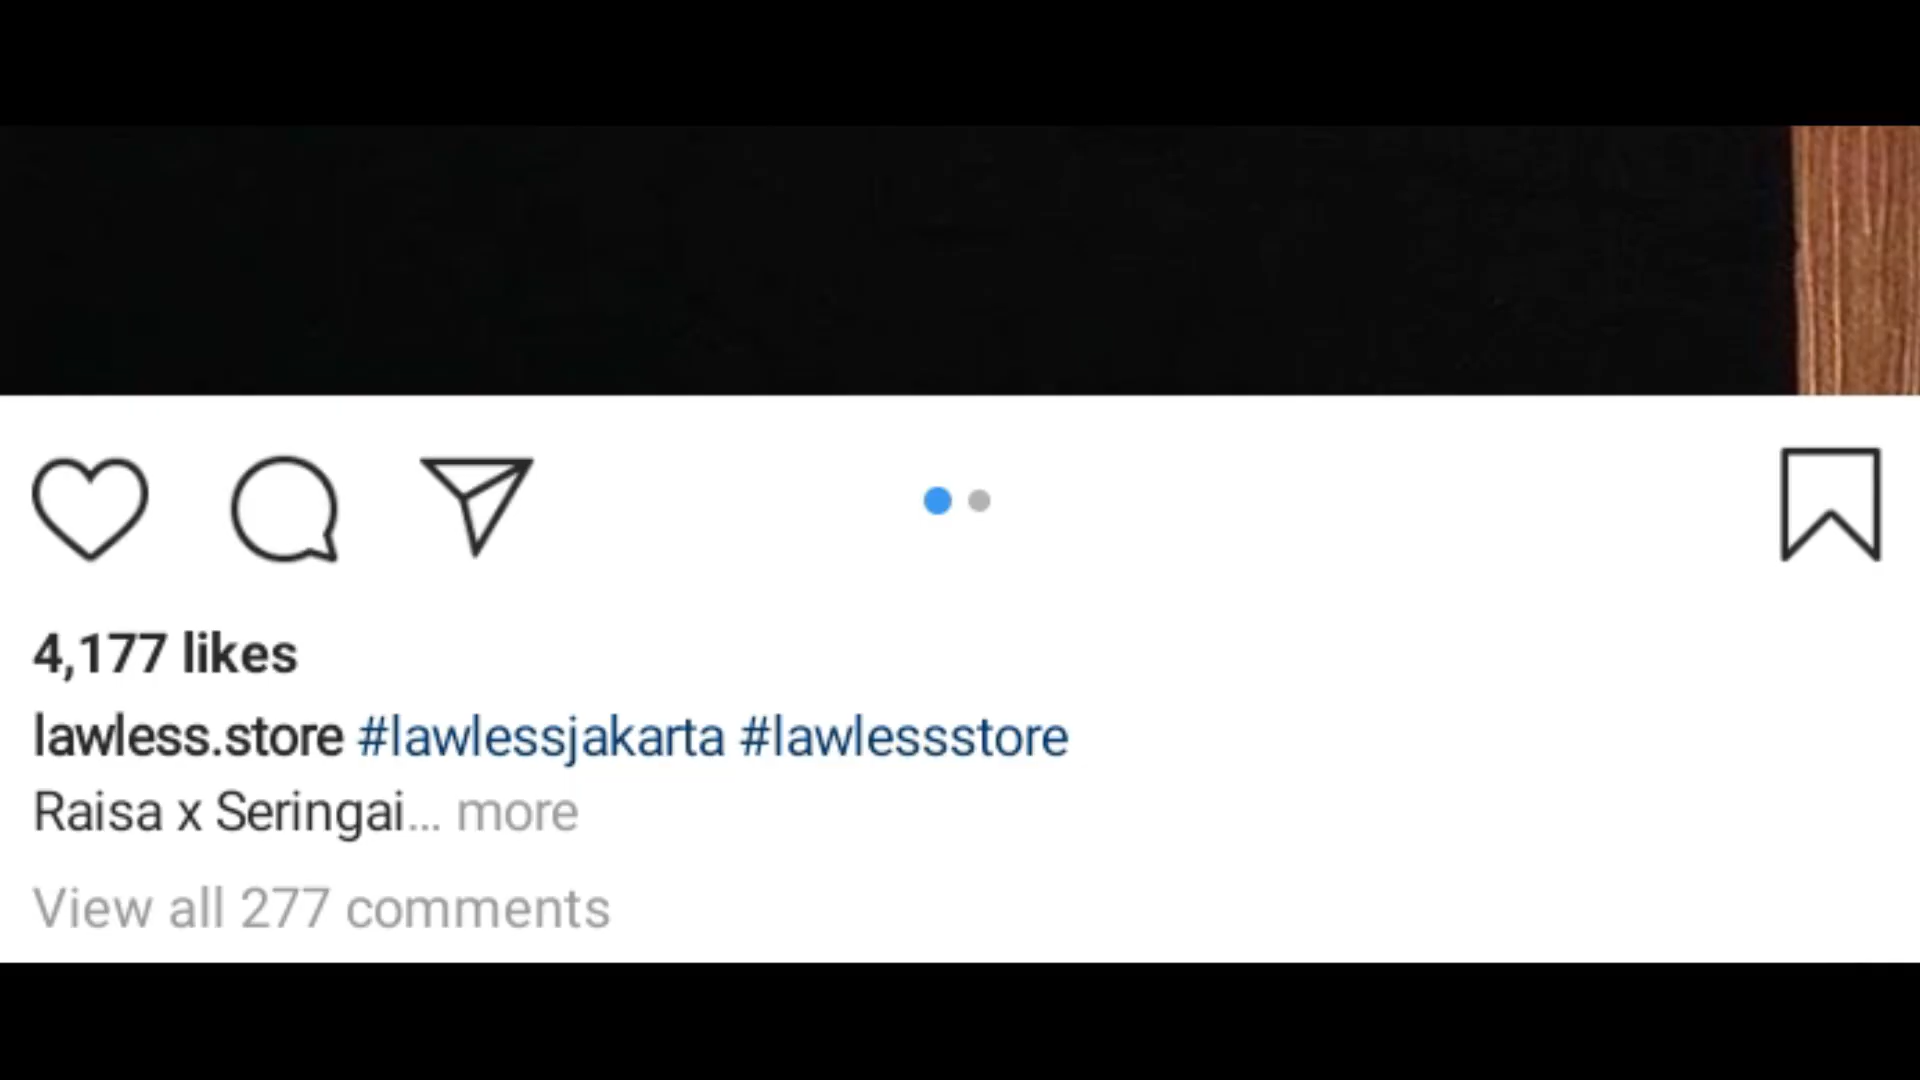 4,177 likes
lawless.store #lawlessjakarta #lawlessstore
Raisa x Seringai... more
View all 277 comments